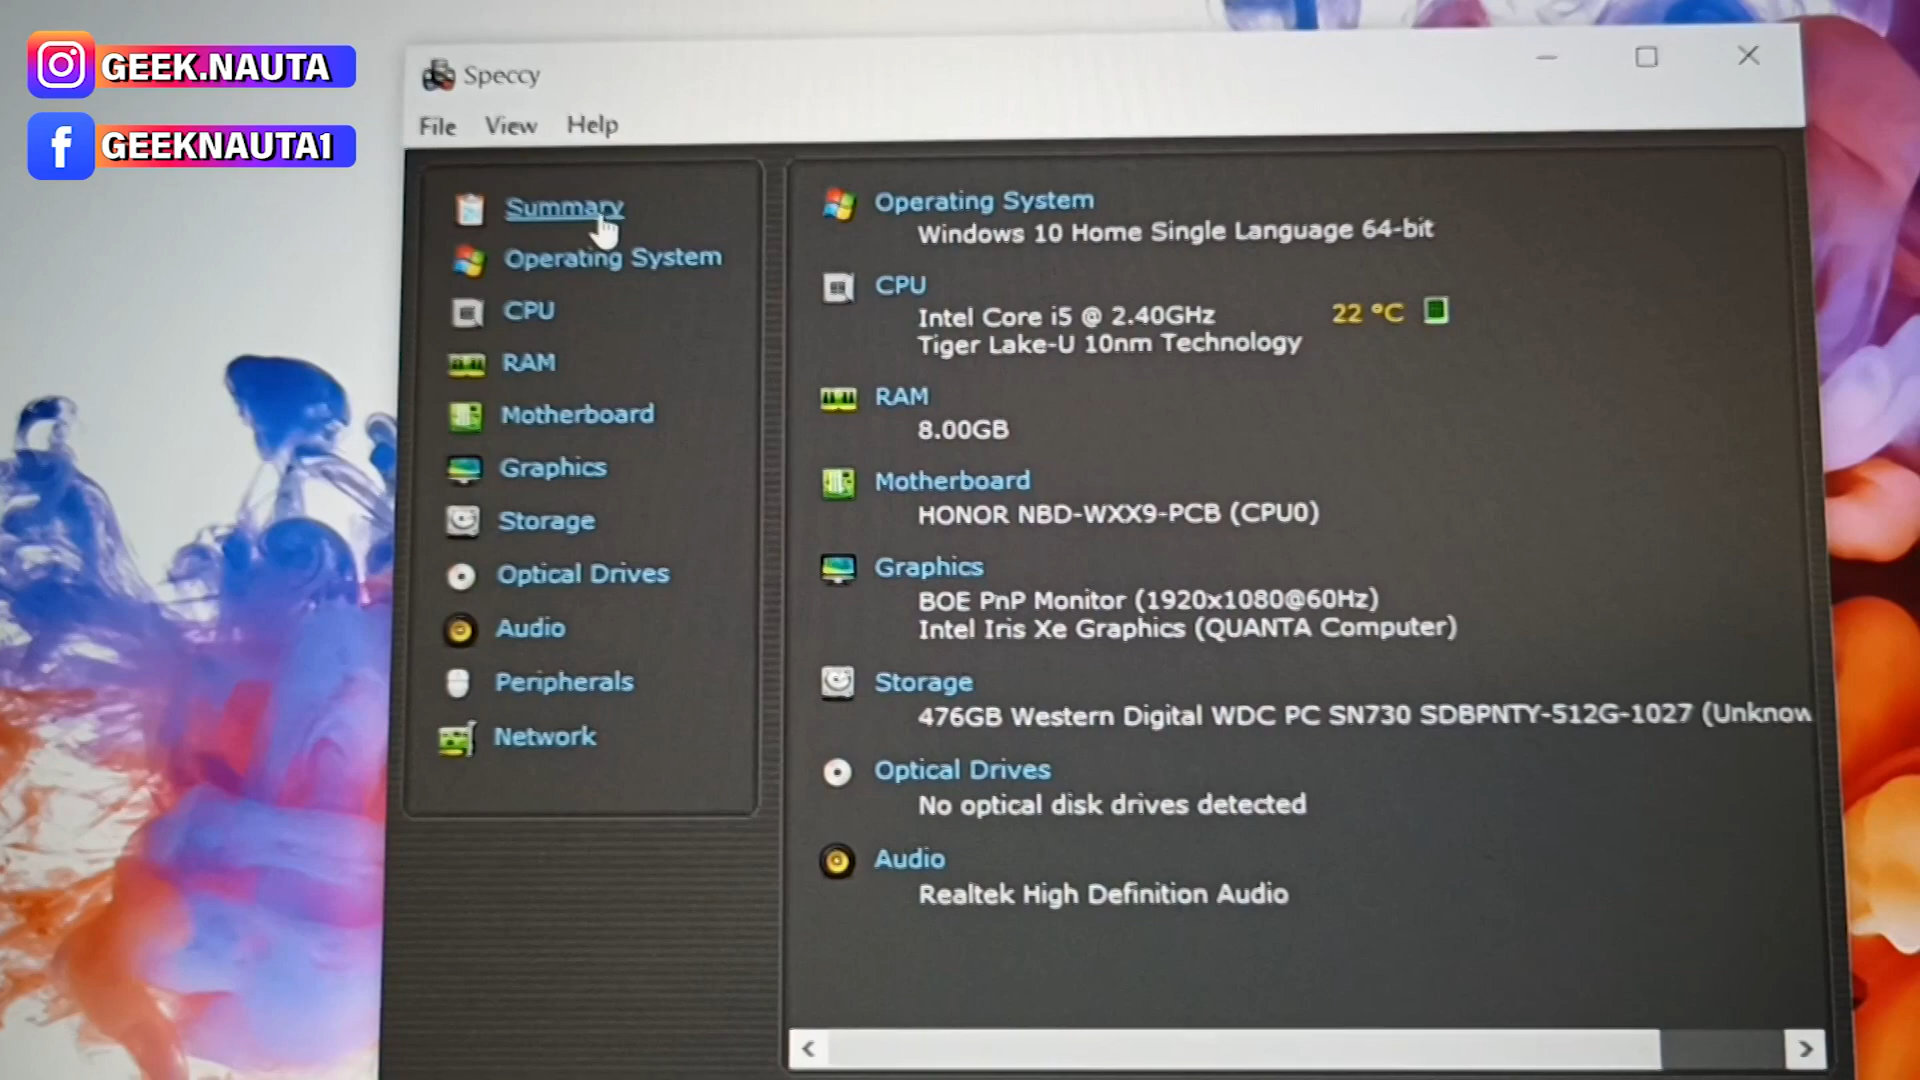 GEEK.NAUTA
GEEKNAUTA1
Speccy
File View Help
Summary
Operating System
CPU
RAM
Motherboard
Graphics
Storage
Optical Drives
Audio
Peripherals
Network
Operating System
Windows 10 Home Single Language 64-bit
CPU
Intel Core i5 @ 2.40GHz 22 °C
Tiger Lake-U 10nm Technology
RAM
8.00GB
Motherboard
HONOR NBD-WXX9-PCB (CPU0)
Graphics
BOE PnP Monitor (1920x1080@60Hz)
Intel Iris Xe Graphics (QUANTA Computer)
Storage
476GB Western Digital WDC PC SN730 SDBPNTY-512G-1027 (Unknow
Optical Drives
No optical disk drives detected
Audio
Realtek High Definition Audio